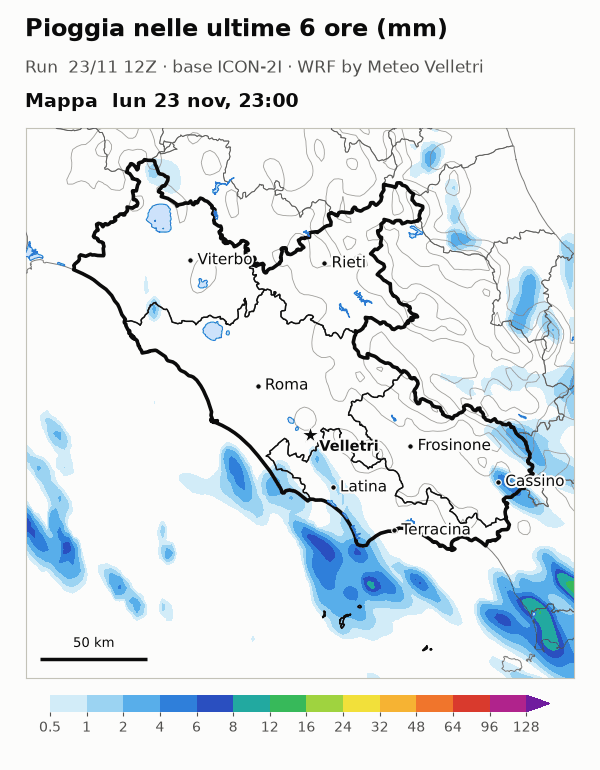 Pioggia nelle ultime 6 ore (mm)
Run  23/11 12Z · base ICON-2I · WRF by Meteo Velletri
Mappa  lun 23 nov, 23:00
Viterbo
Rieti
Roma
Velletri
Frosinone
Cassino
Latina
Terracina
50 km
0.5 1 2 4 6 8 12 16 24 32 48 64 96 128